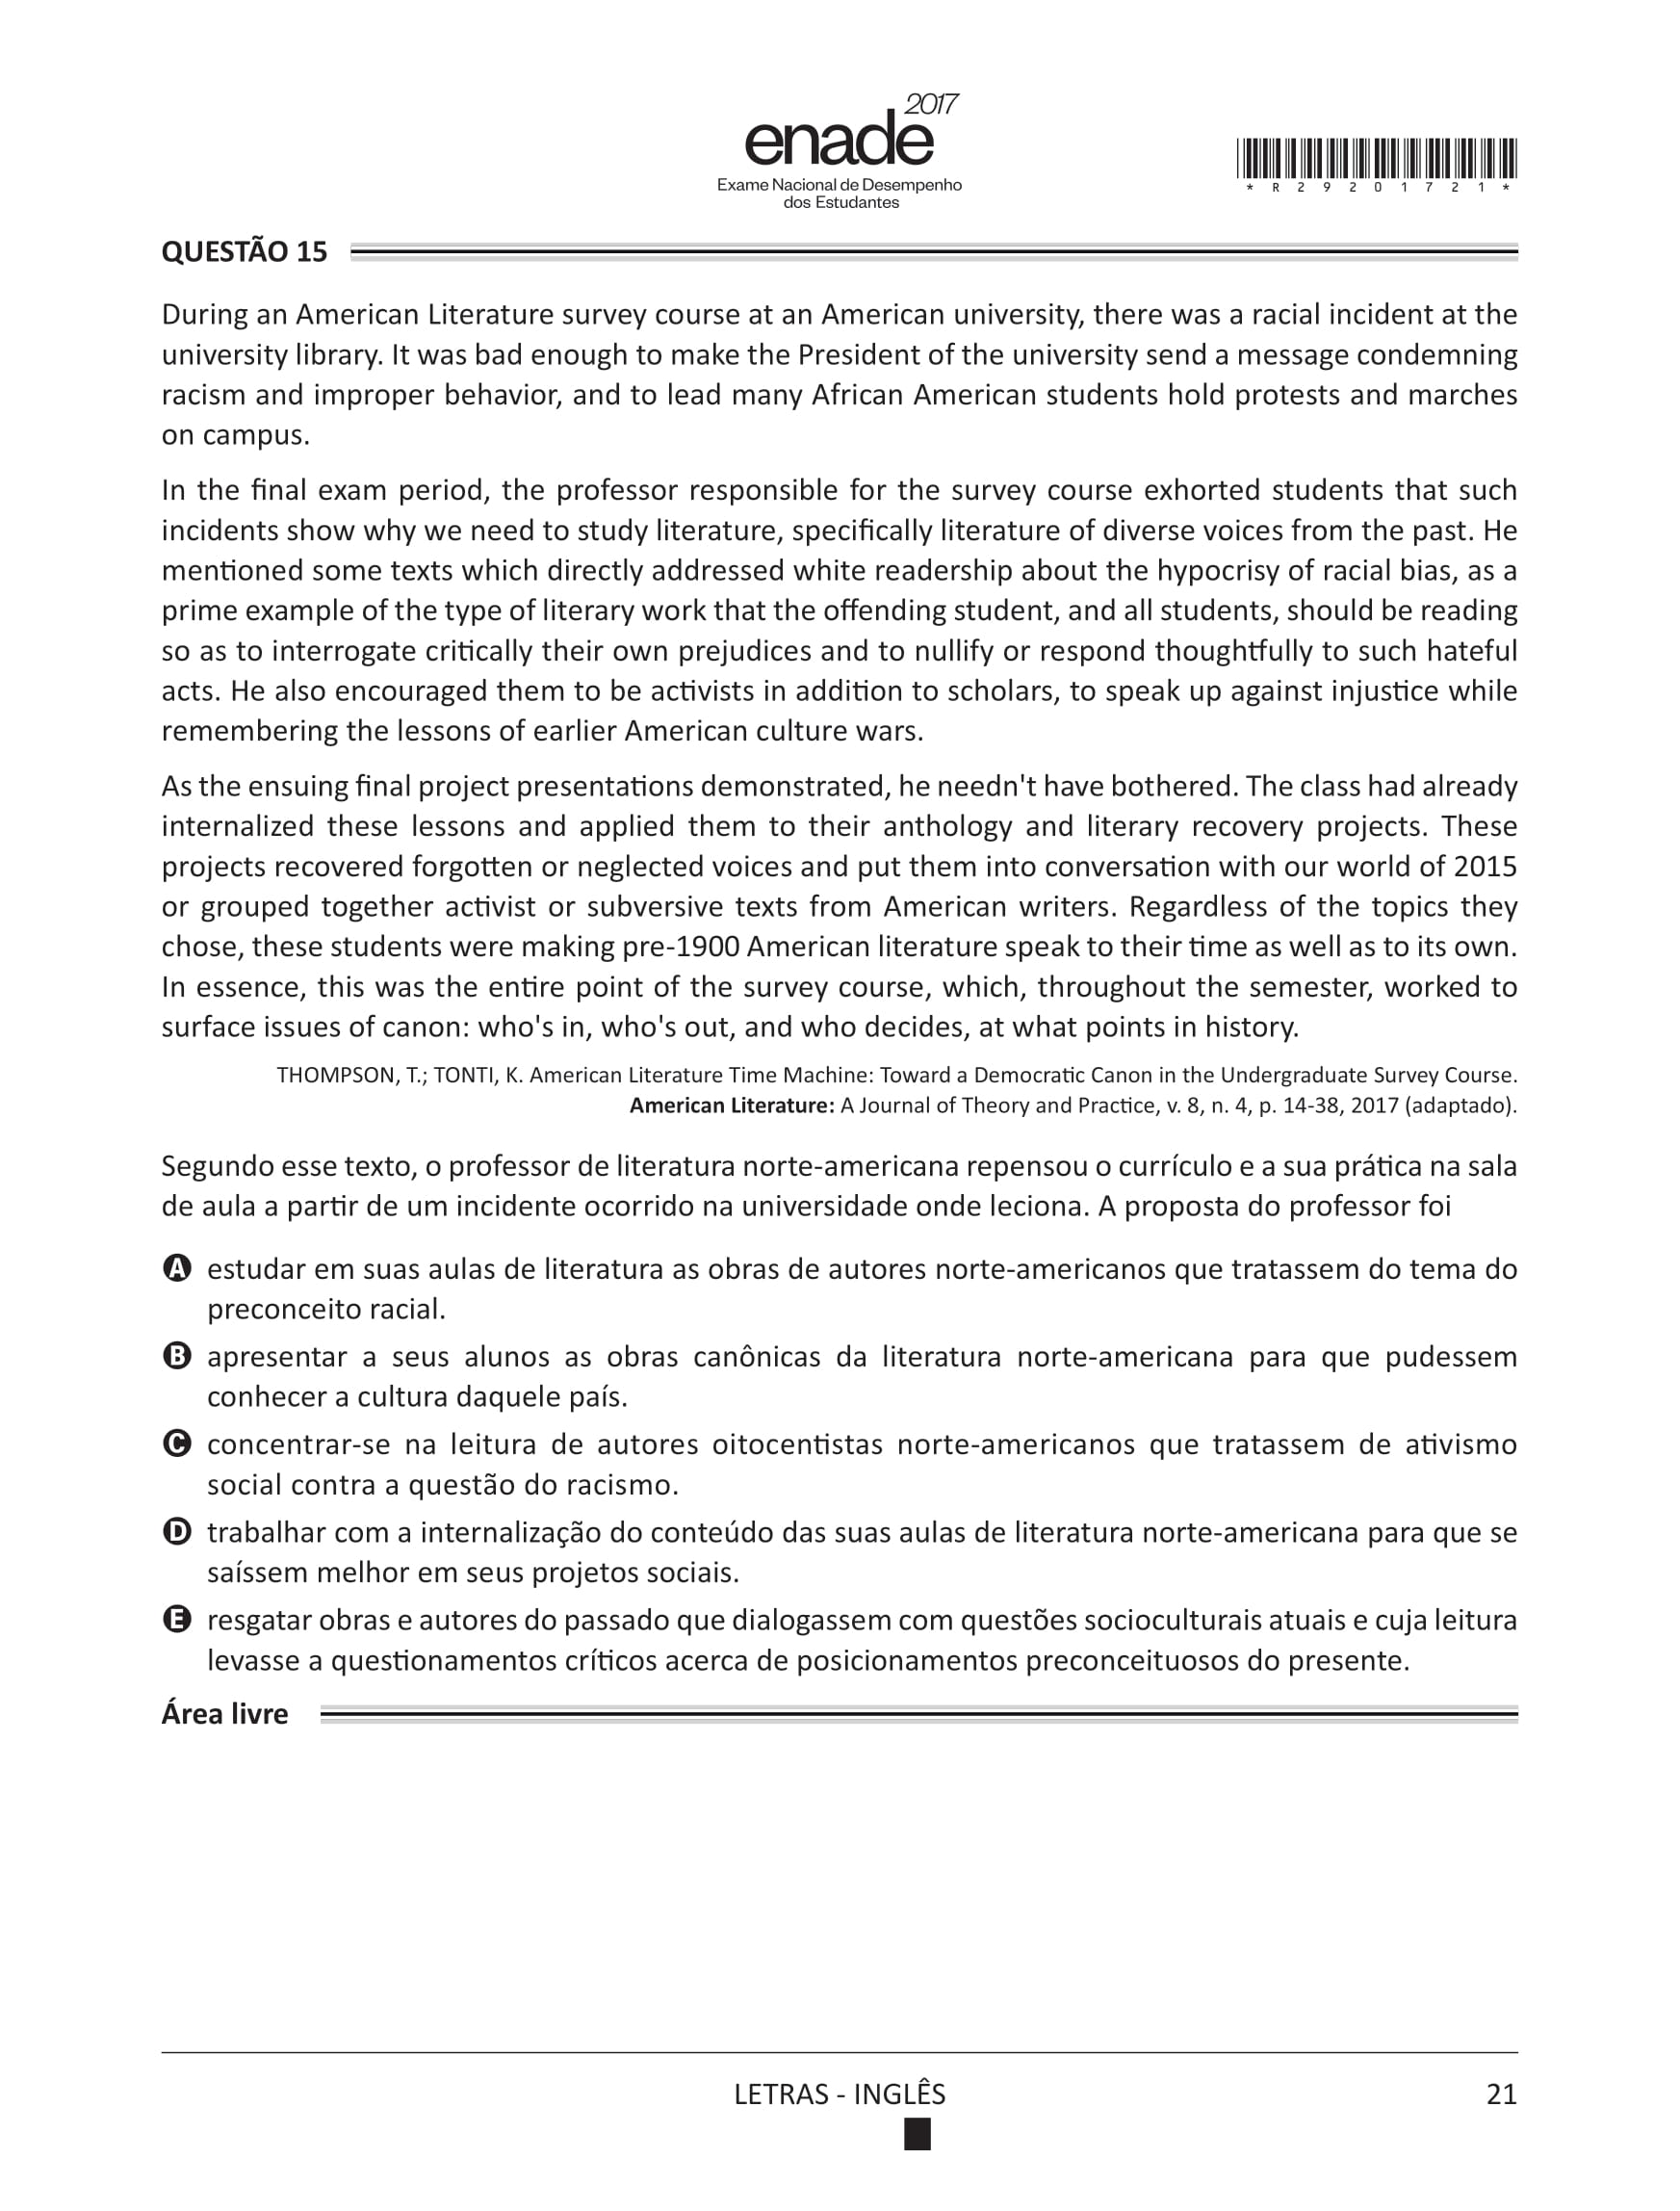 2017
enade
Exame Nacional de Desempenho
dos Estudantes
* R 2 9 2 0 1 7 2 1 *
QUESTÃO 15
During an American Literature survey course at an American university, there was a racial incident at the
university library. It was bad enough to make the President of the university send a message condemning
racism and improper behavior, and to lead many African American students hold protests and marches
on campus.
In the final exam period, the professor responsible for the survey course exhorted students that such
incidents show why we need to study literature, specifically literature of diverse voices from the past. He
mentioned some texts which directly addressed white readership about the hypocrisy of racial bias, as a
prime example of the type of literary work that the offending student, and all students, should be reading
so as to interrogate critically their own prejudices and to nullify or respond thoughtfully to such hateful
acts. He also encouraged them to be activists in addition to scholars, to speak up against injustice while
remembering the lessons of earlier American culture wars.
As the ensuing final project presentations demonstrated, he needn't have bothered. The class had already
internalized these lessons and applied them to their anthology and literary recovery projects. These
projects recovered forgotten or neglected voices and put them into conversation with our world of 2015
or grouped together activist or subversive texts from American writers. Regardless of the topics they
chose, these students were making pre-1900 American literature speak to their time as well as to its own.
In essence, this was the entire point of the survey course, which, throughout the semester, worked to
surface issues of canon: who's in, who's out, and who decides, at what points in history.
THOMPSON, T.; TONTI, K. American Literature Time Machine: Toward a Democratic Canon in the Undergraduate Survey Course.
American Literature: A Journal of Theory and Practice, v. 8, n. 4, p. 14-38, 2017 (adaptado).
Segundo esse texto, o professor de literatura norte-americana repensou o currículo e a sua prática na sala
de aula a partir de um incidente ocorrido na universidade onde leciona. A proposta do professor foi
A estudar em suas aulas de literatura as obras de autores norte-americanos que tratassem do tema do
preconceito racial.
B apresentar a seus alunos as obras canônicas da literatura norte-americana para que pudessem
conhecer a cultura daquele país.
C concentrar-se na leitura de autores oitocentistas norte-americanos que tratassem de ativismo
social contra a questão do racismo.
D trabalhar com a internalização do conteúdo das suas aulas de literatura norte-americana para que se
saíssem melhor em seus projetos sociais.
E resgatar obras e autores do passado que dialogassem com questões socioculturais atuais e cuja leitura
levasse a questionamentos críticos acerca de posicionamentos preconceituosos do presente.
Área livre
LETRAS - INGLÊS
21